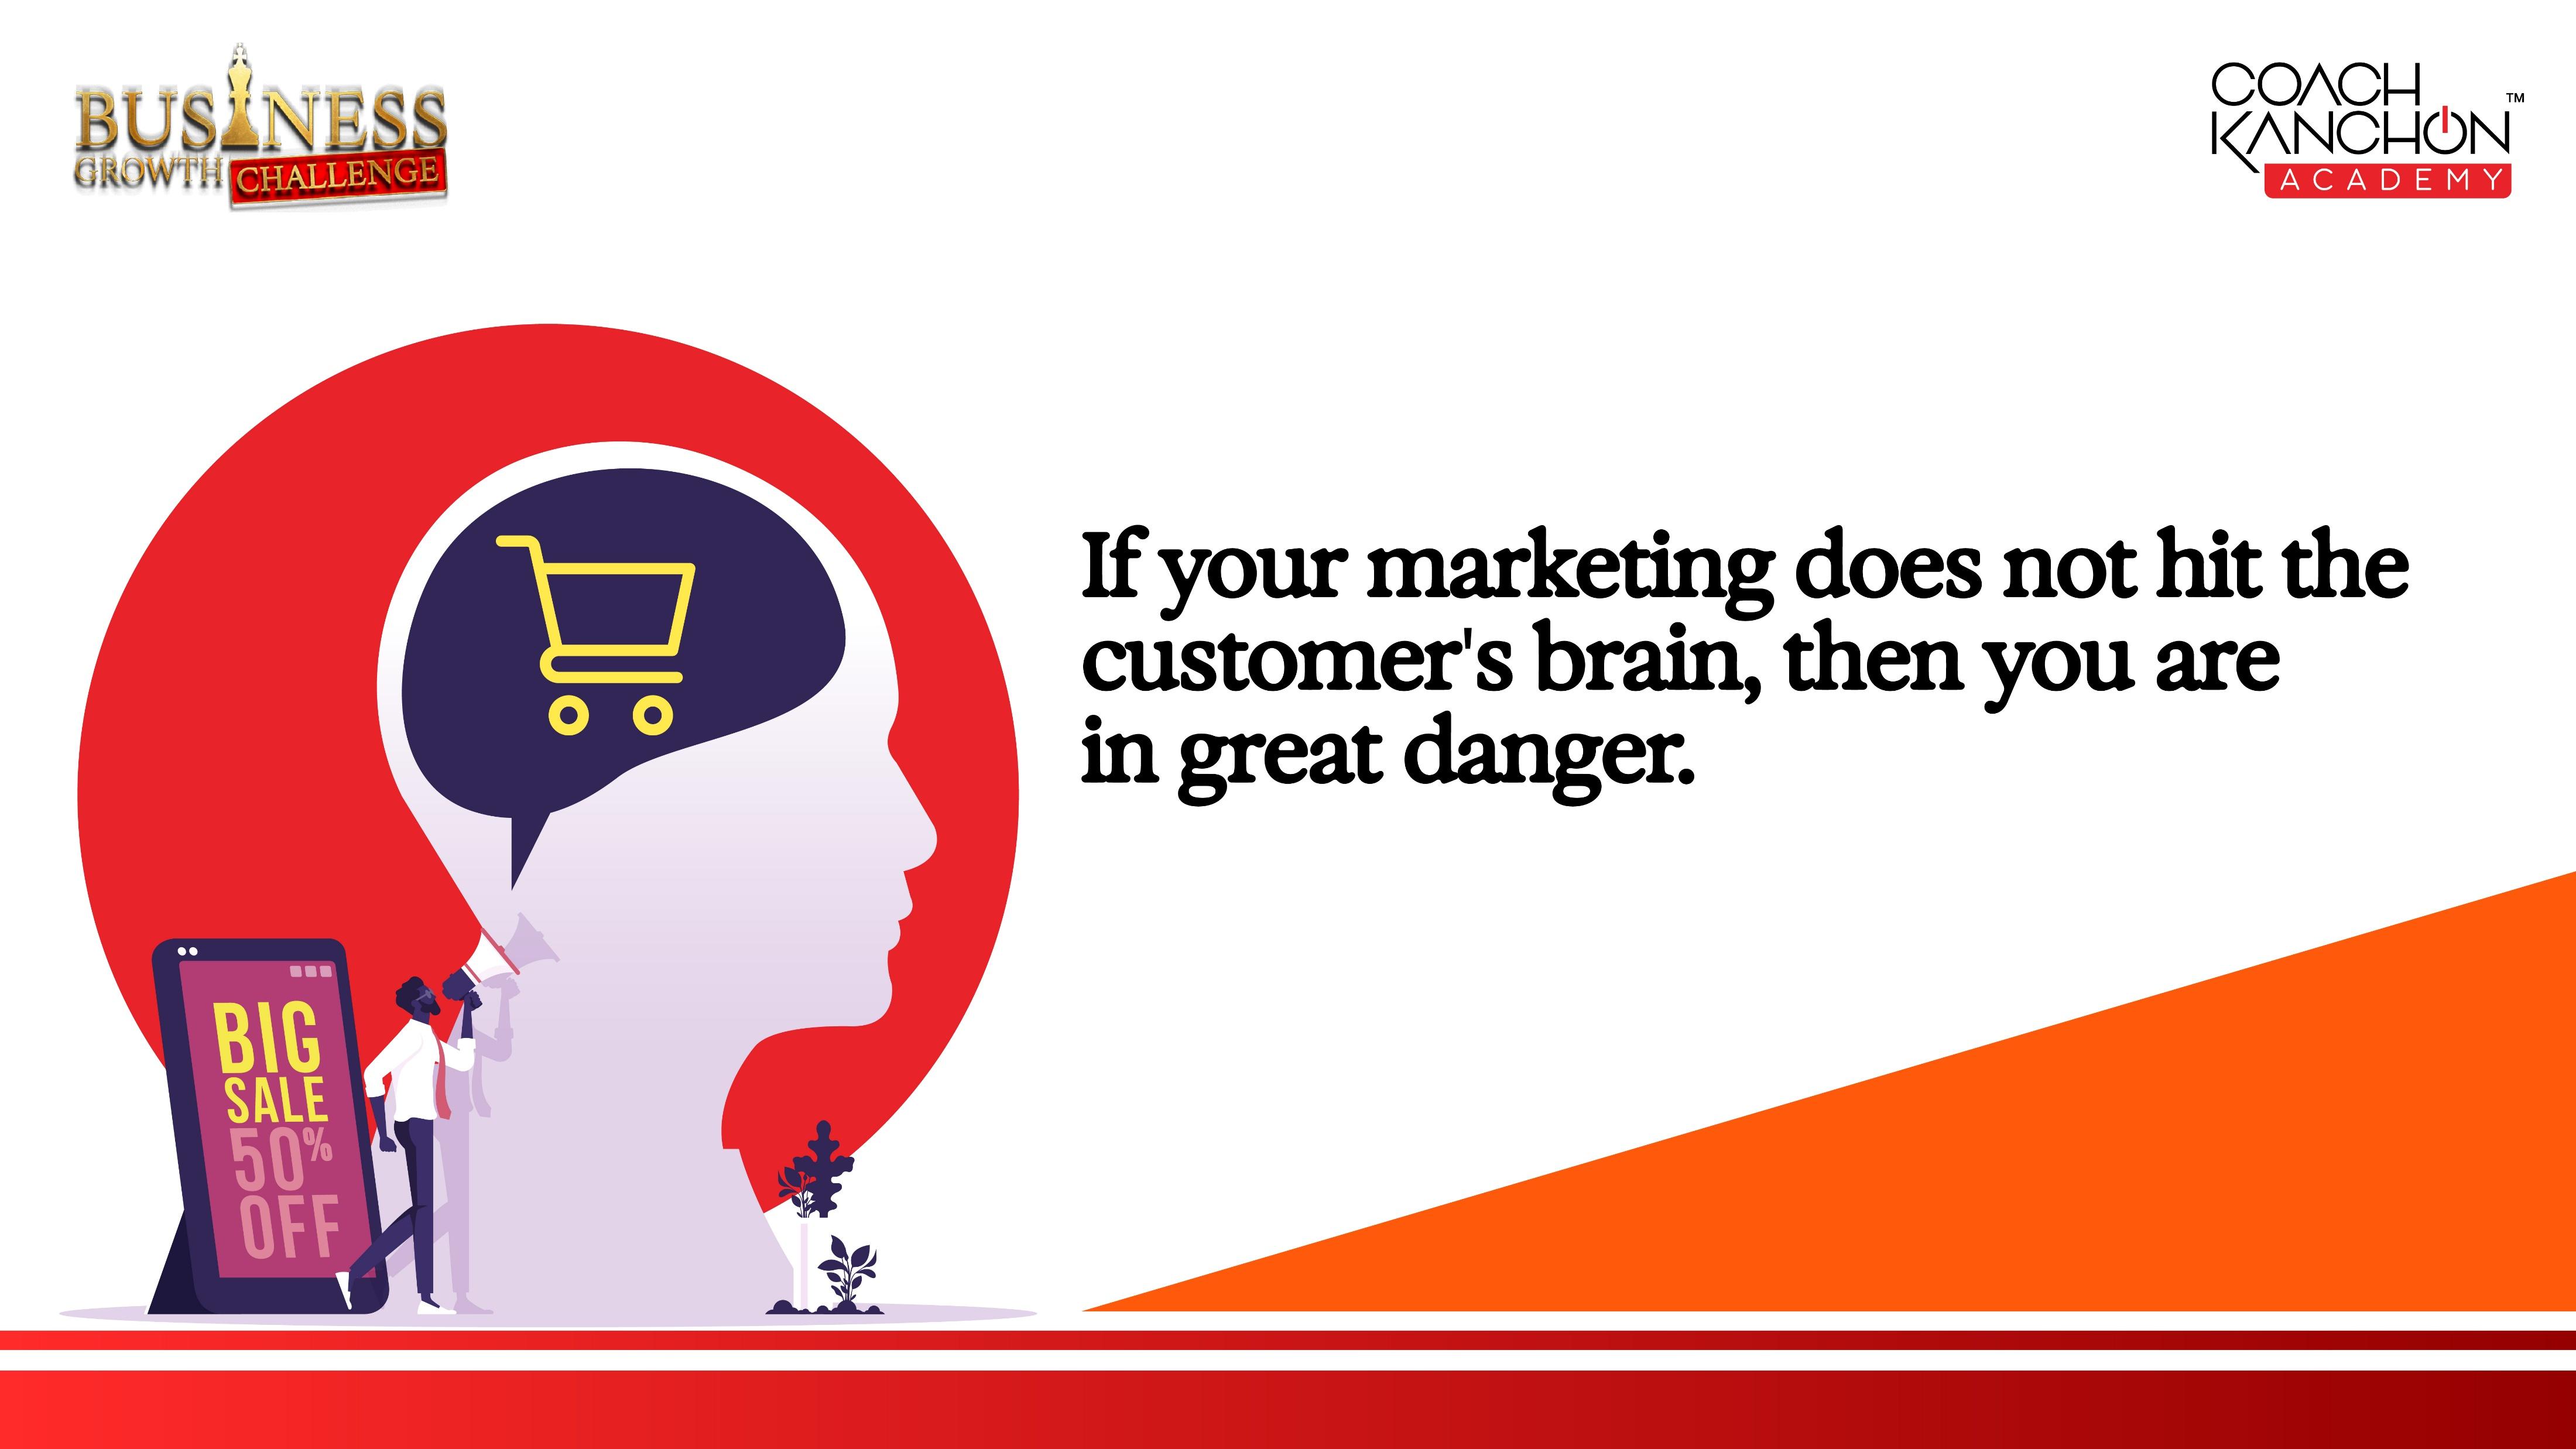 BUSINESS
GROWTH CHALLENGE
COACH
KANCHON
TM
ACADEMY
If your marketing does not hit the
customer's brain, then you are
in great danger.
BIG
SALE
50%
OFF